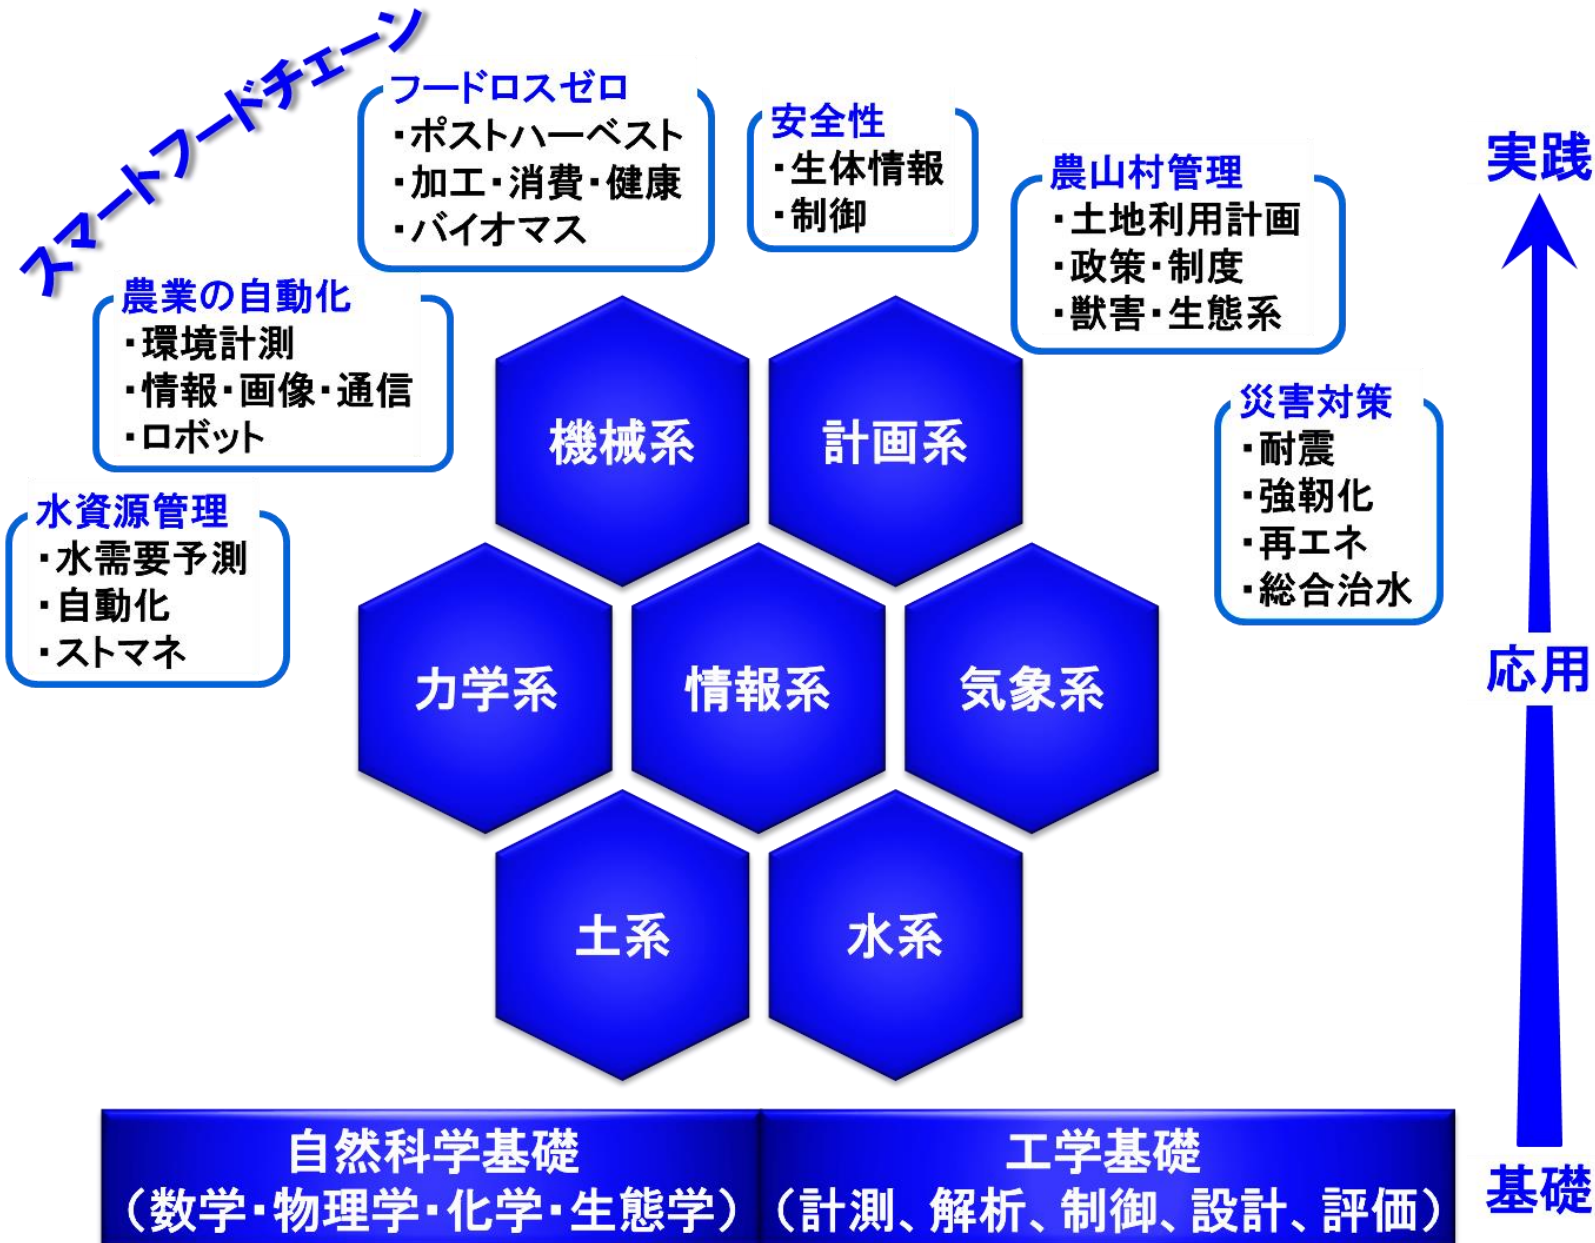 スマートフードチェーン
フードロスゼロ
・ポストハーベスト
・加工・消費・健康
・バイオマス
安全性
・生体情報
・制御
農山村管理
・土地利用計画
・政策・制度
・獣害・生態系
実践
農業の自動化
・環境計測
・情報・画像・通信
・ロボット
災害対策
・耐震
・強靭化
・再エネ
・総合治水
水資源管理
・水需要予測
・自動化
・ストマネ
機械系
計画系
力学系
情報系
気象系
応用
土系
水系
自然科学基礎
（数学・物理学・化学・生態学）
工学基礎
（計測、解析、制御、設計、評価）
基礎